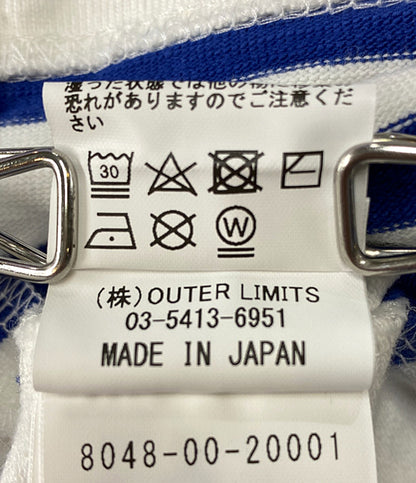 湿った状態では他の物に移る
恐れがありますのでご注意くだ
さい
30
W
(株)OUTER LIMITS
03-5413-6951
MADE IN JAPAN
8048-00-20001